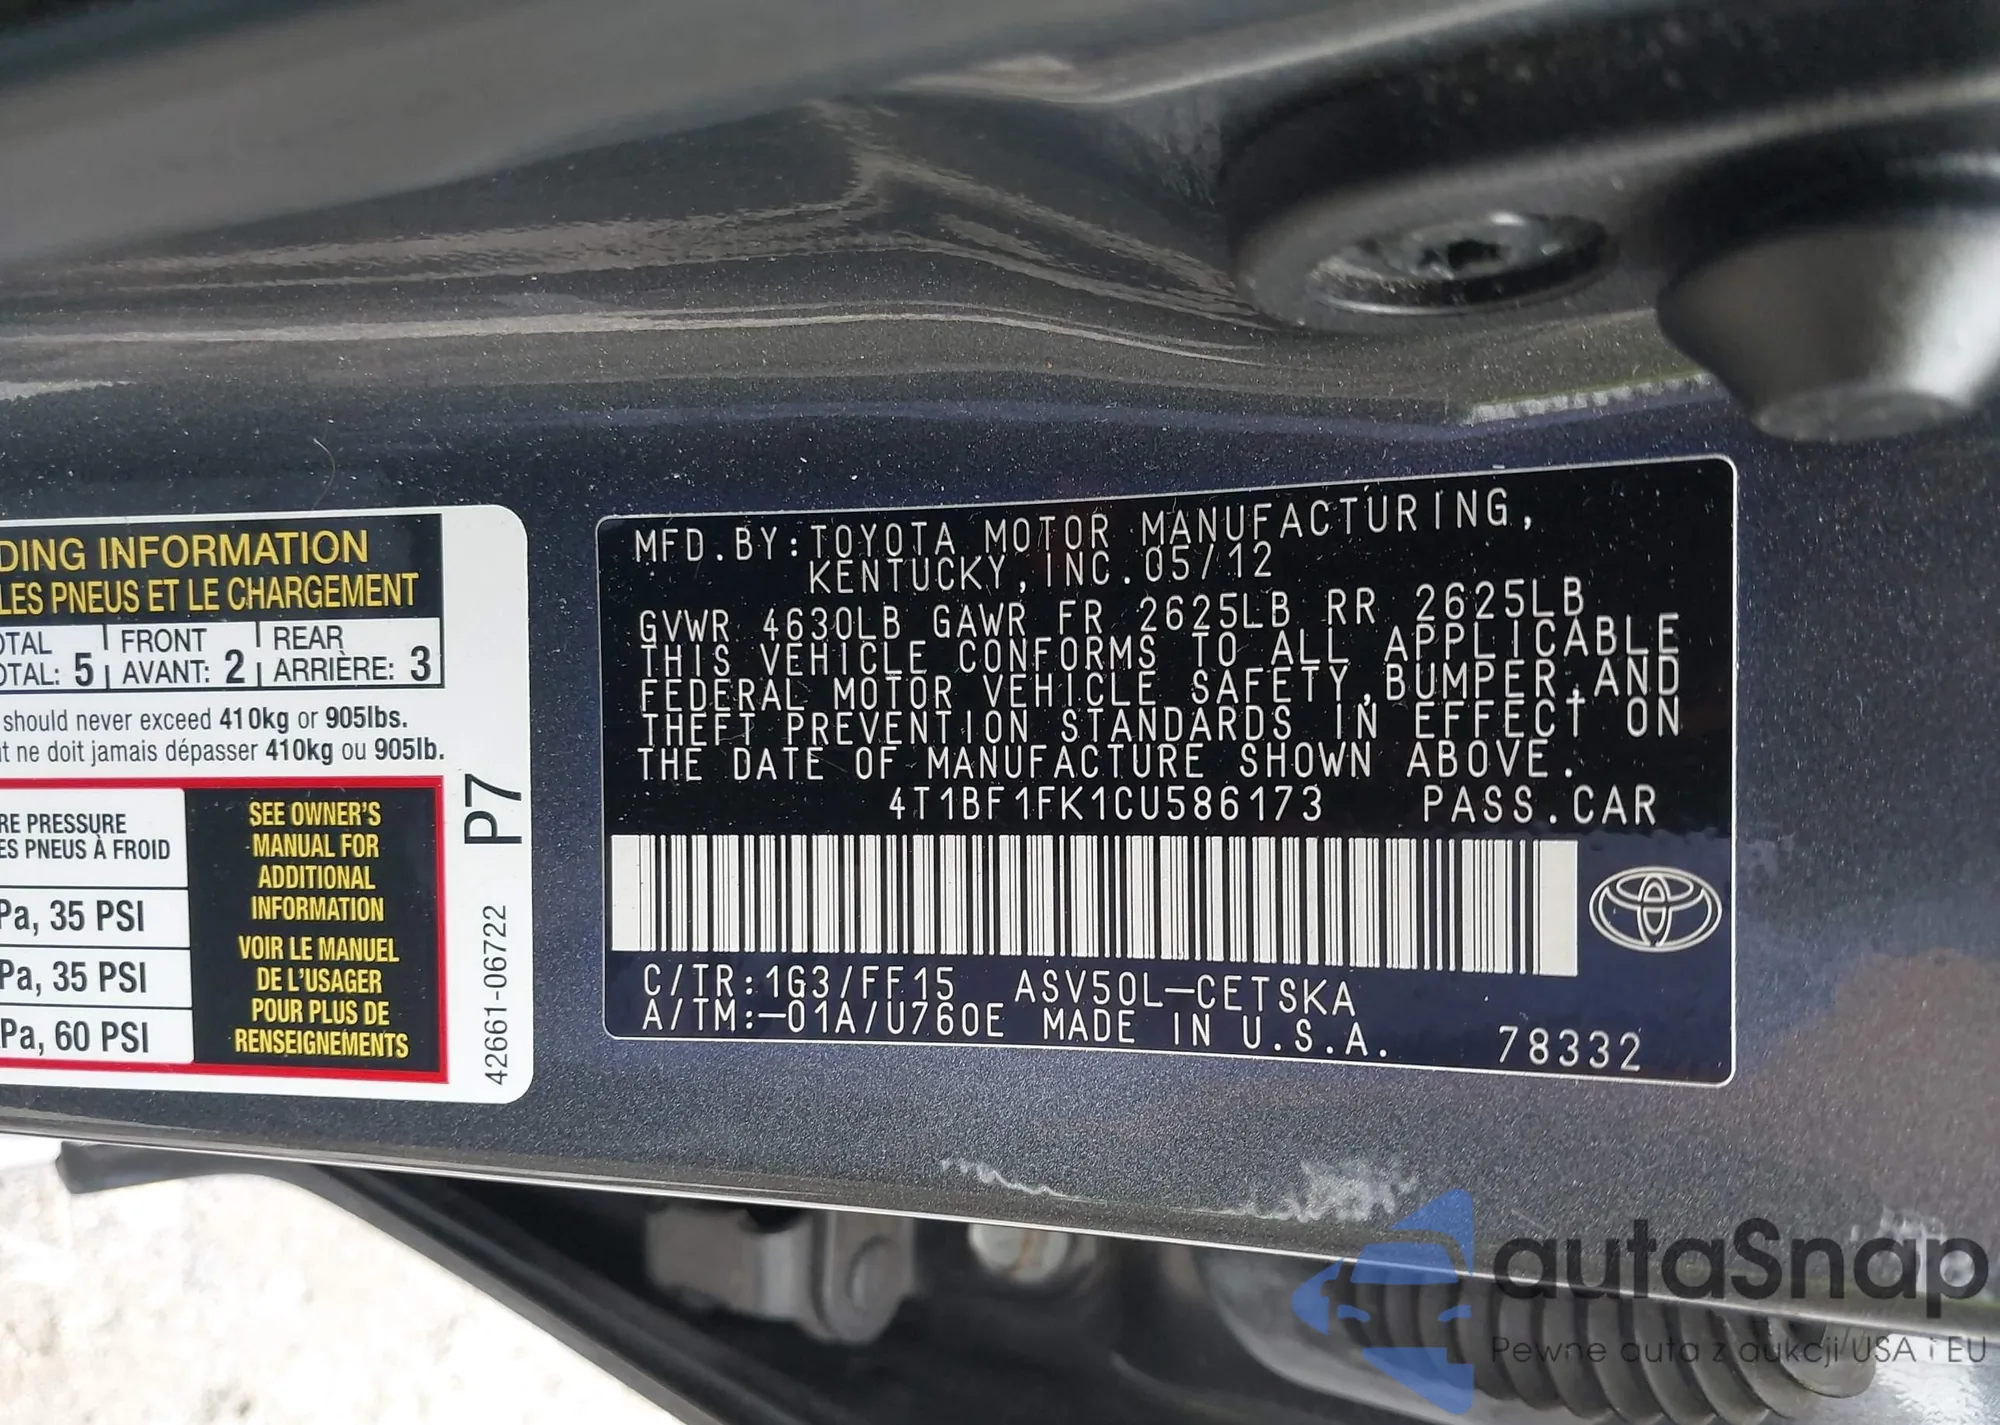 DING INFORMATION
LES PNEUS ET LE CHARGEMENT
OTAL FRONT REAR
OTAL: 5 AVANT: 2 ARRIÈRE: 3
should never exceed 410kg or 905lbs.
t ne doit jamais dépasser 410kg ou 905lb.
RE PRESSURE
ES PNEUS À FROID
Pa, 35 PSI
Pa, 35 PSI
Pa, 60 PSI
SEE OWNER'S
MANUAL FOR
ADDITIONAL
INFORMATION
VOIR LE MANUEL
DE L'USAGER
POUR PLUS DE
RENSEIGNEMENTS
P7
42661-06722
MFD.BY:TOYOTA MOTOR MANUFACTURING,
KENTUCKY,INC.05/12
GVWR 4630LB GAWR FR 2625LB RR 2625LB
THIS VEHICLE CONFORMS TO ALL APPLICABLE
FEDERAL MOTOR VEHICLE SAFETY,BUMPER,AND
THEFT PREVENTION STANDARDS IN EFFECT ON
THE DATE OF MANUFACTURE SHOWN ABOVE.
4T1BF1FK1CU586173 PASS.CAR
C/TR:1G3/FF15 ASV50L-CETSKA
A/TM:-01A/U760E MADE IN U.S.A. 78332
autaSnap
Pewne auta z aukcji USA i EU